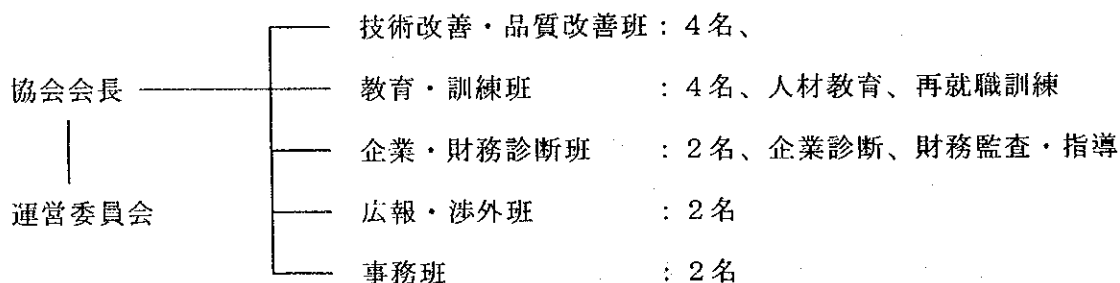 技術改善・品質改善班：4名、
協会会長
教育・訓練班 ：4名、人材教育、再就職訓練
企業・財務診断班 ：2名、企業診断、財務監査・指導
運営委員会
広報・渉外班 ：2名
事務班 ：2名